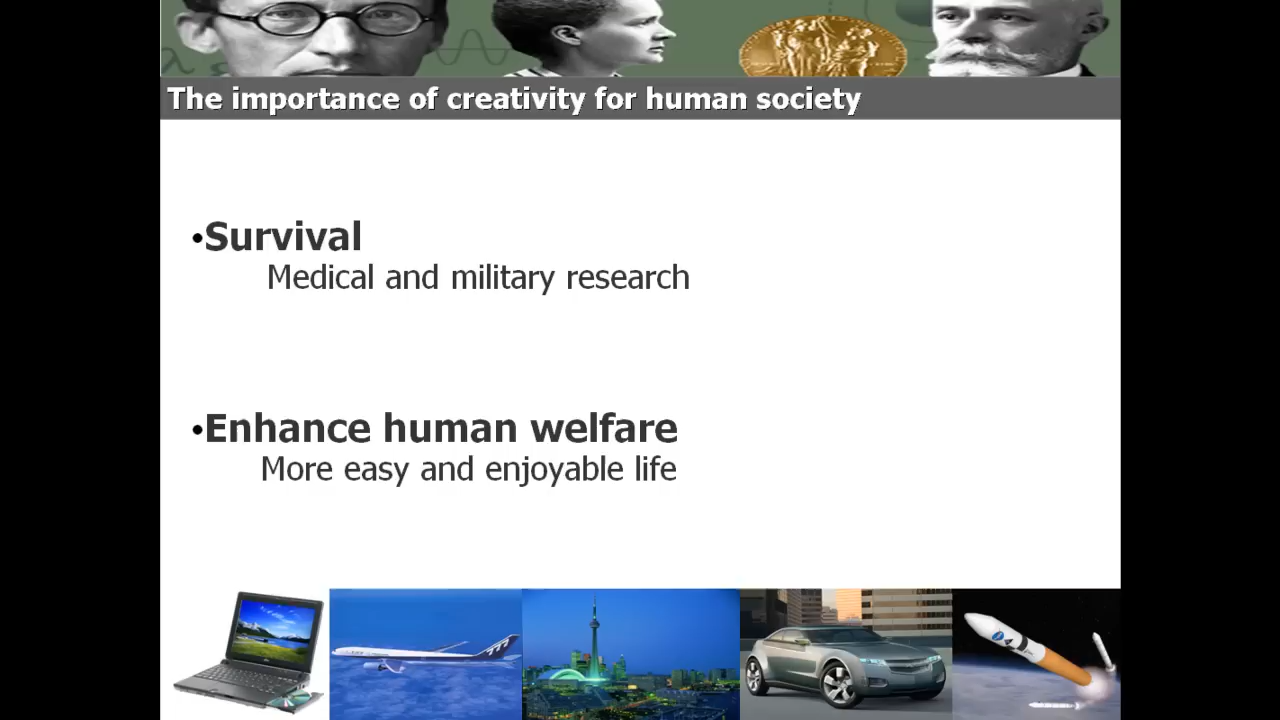 The importance of creativity for human society
•Survival
Medical and military research
•Enhance human welfare
More easy and enjoyable life
777